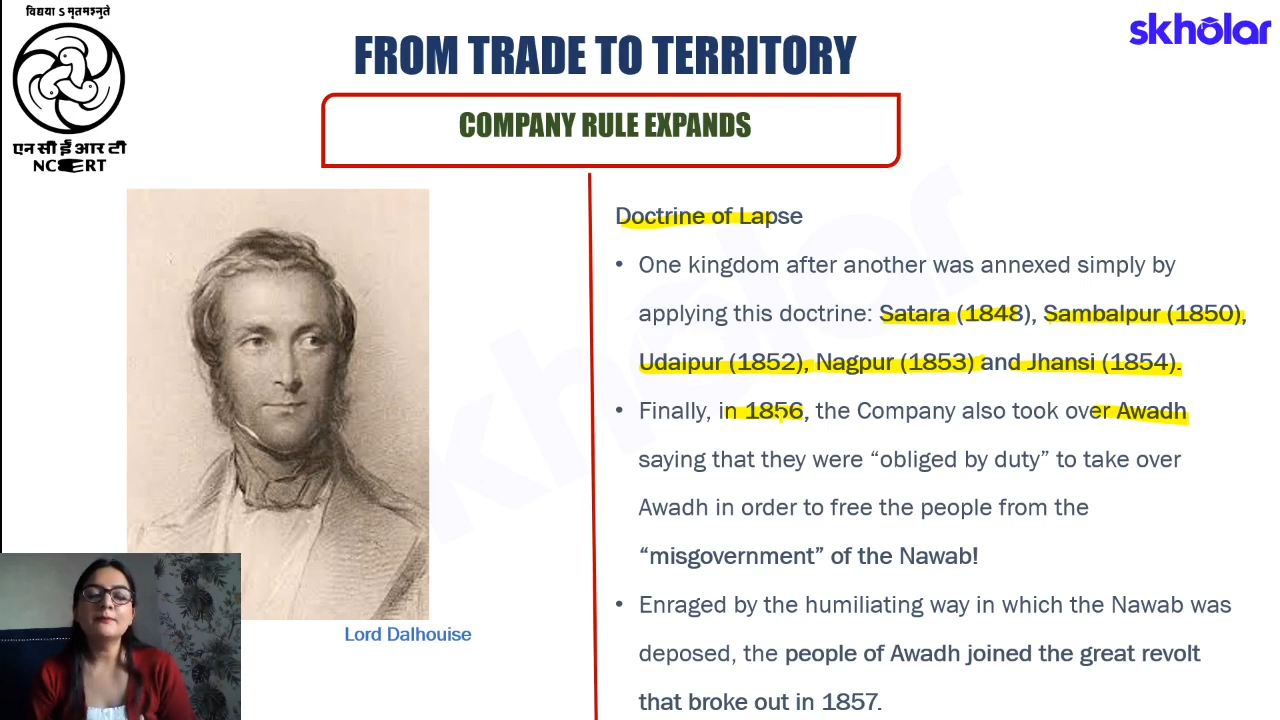 विद्यया ऽ मृतमश्नुते
एन सी ई आर टी
NCERT
skholar
FROM TRADE TO TERRITORY
COMPANY RULE EXPANDS
Lord Dalhouise
Doctrine of Lapse
• One kingdom after another was annexed simply by
applying this doctrine: Satara (1848), Sambalpur (1850),
Udaipur (1852), Nagpur (1853) and Jhansi (1854).
• Finally, in 1856, the Company also took over Awadh
saying that they were “obliged by duty” to take over
Awadh in order to free the people from the
“misgovernment” of the Nawab!
• Enraged by the humiliating way in which the Nawab was
deposed, the people of Awadh joined the great revolt
that broke out in 1857.
skholar